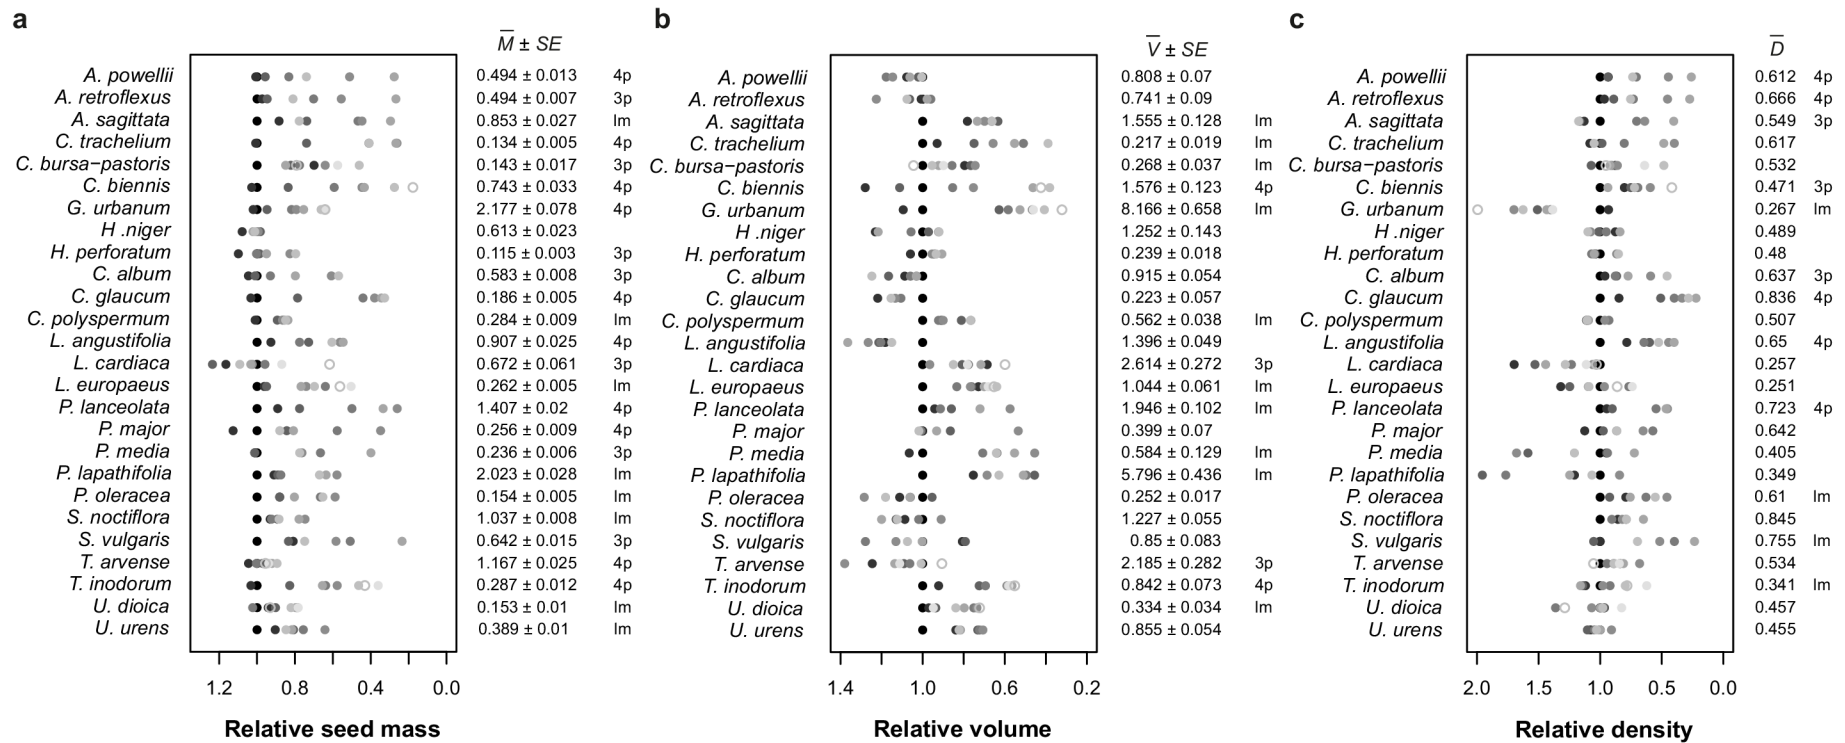 a
M ± SE
A. powellii 0.494 ± 0.013 4p
A. retroflexus 0.494 ± 0.007 3p
A. sagittata 0.853 ± 0.027 lm
C. trachelium 0.134 ± 0.005 4p
C. bursa−pastoris 0.143 ± 0.017 3p
C. biennis 0.743 ± 0.033 4p
G. urbanum 2.177 ± 0.078 4p
H .niger 0.613 ± 0.023
H. perforatum 0.115 ± 0.003 3p
C. album 0.583 ± 0.008 3p
C. glaucum 0.186 ± 0.005 4p
C. polyspermum 0.284 ± 0.009 lm
L. angustifolia 0.907 ± 0.025 4p
L. cardiaca 0.672 ± 0.061 3p
L. europaeus 0.262 ± 0.005 lm
P. lanceolata 1.407 ± 0.02 4p
P. major 0.256 ± 0.009 4p
P. media 0.236 ± 0.006 3p
P. lapathifolia 2.023 ± 0.028 lm
P. oleracea 0.154 ± 0.005 lm
S. noctiflora 1.037 ± 0.008 lm
S. vulgaris 0.642 ± 0.015 3p
T. arvense 1.167 ± 0.025 4p
T. inodorum 0.287 ± 0.012 4p
U. dioica 0.153 ± 0.01 lm
U. urens 0.389 ± 0.01 lm
1.2 0.8 0.4 0.0
Relative seed mass
b
V ± SE
A. powellii 0.808 ± 0.07
A. retroflexus 0.741 ± 0.09
A. sagittata 1.555 ± 0.128 lm
C. trachelium 0.217 ± 0.019 lm
C. bursa−pastoris 0.268 ± 0.037 lm
C. biennis 1.576 ± 0.123 4p
G. urbanum 8.166 ± 0.658 lm
H .niger 1.252 ± 0.143
H. perforatum 0.239 ± 0.018
C. album 0.915 ± 0.054
C. glaucum 0.223 ± 0.057
C. polyspermum 0.562 ± 0.038 lm
L. angustifolia 1.396 ± 0.049
L. cardiaca 2.614 ± 0.272 3p
L. europaeus 1.044 ± 0.061 lm
P. lanceolata 1.946 ± 0.102 lm
P. major 0.399 ± 0.07
P. media 0.584 ± 0.129 lm
P. lapathifolia 5.796 ± 0.436 lm
P. oleracea 0.252 ± 0.017
S. noctiflora 1.227 ± 0.055
S. vulgaris 0.85 ± 0.083
T. arvense 2.185 ± 0.282 3p
T. inodorum 0.842 ± 0.073 4p
U. dioica 0.334 ± 0.034 lm
U. urens 0.855 ± 0.054
1.4 1.0 0.6 0.2
Relative volume
c
D
A. powellii 0.612 4p
A. retroflexus 0.666 4p
A. sagittata 0.549 3p
C. trachelium 0.617
C. bursa−pastoris 0.532
C. biennis 0.471 3p
G. urbanum 0.267 lm
H .niger 0.489
H. perforatum 0.48
C. album 0.637 3p
C. glaucum 0.836 4p
C. polyspermum 0.507
L. angustifolia 0.65 4p
L. cardiaca 0.257
L. europaeus 0.251
P. lanceolata 0.723 4p
P. major 0.642
P. media 0.405
P. lapathifolia 0.349
P. oleracea 0.61 lm
S. noctiflora 0.845
S. vulgaris 0.755 lm
T. arvense 0.534
T. inodorum 0.341 lm
U. dioica 0.457
U. urens 0.455
2.0 1.5 1.0 0.5 0.0
Relative density